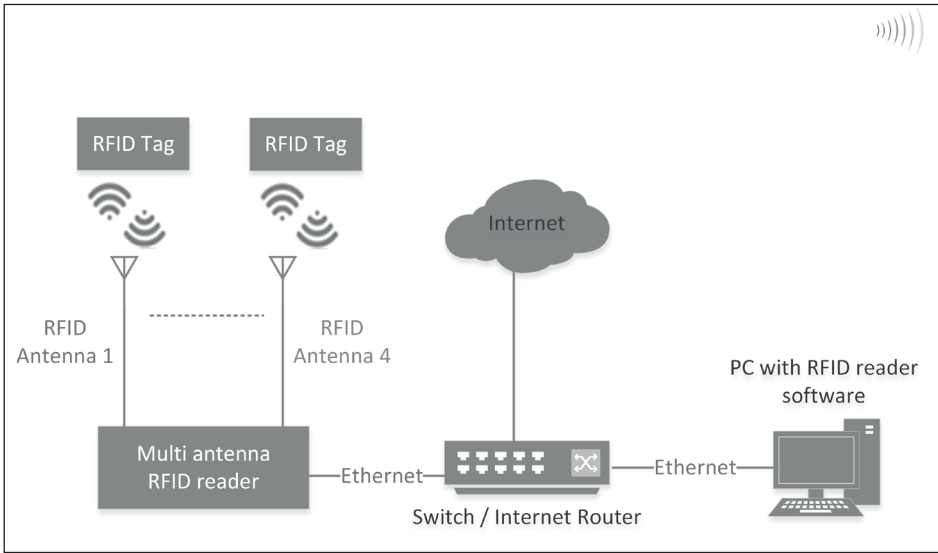 RFID Tag
RFID Tag
Internet
RFID
Antenna 1
RFID
Antenna 4
PC with RFID reader
software
Multi antenna
RFID reader
Ethernet
Ethernet
Switch / Internet Router